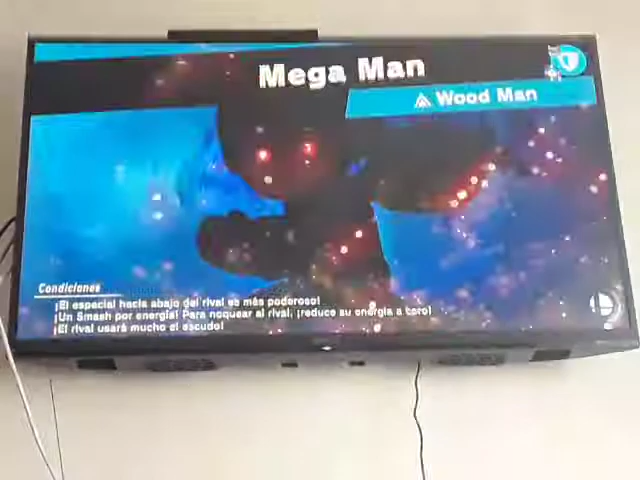 Mega Man
Wood Man
Condiciones
¡El especial hacia abajo del rival es más poderoso!
¡Un Smash por energía! Para noquear al rival, ¡reduce su energía a cero!
¡El rival usará mucho el escudo!